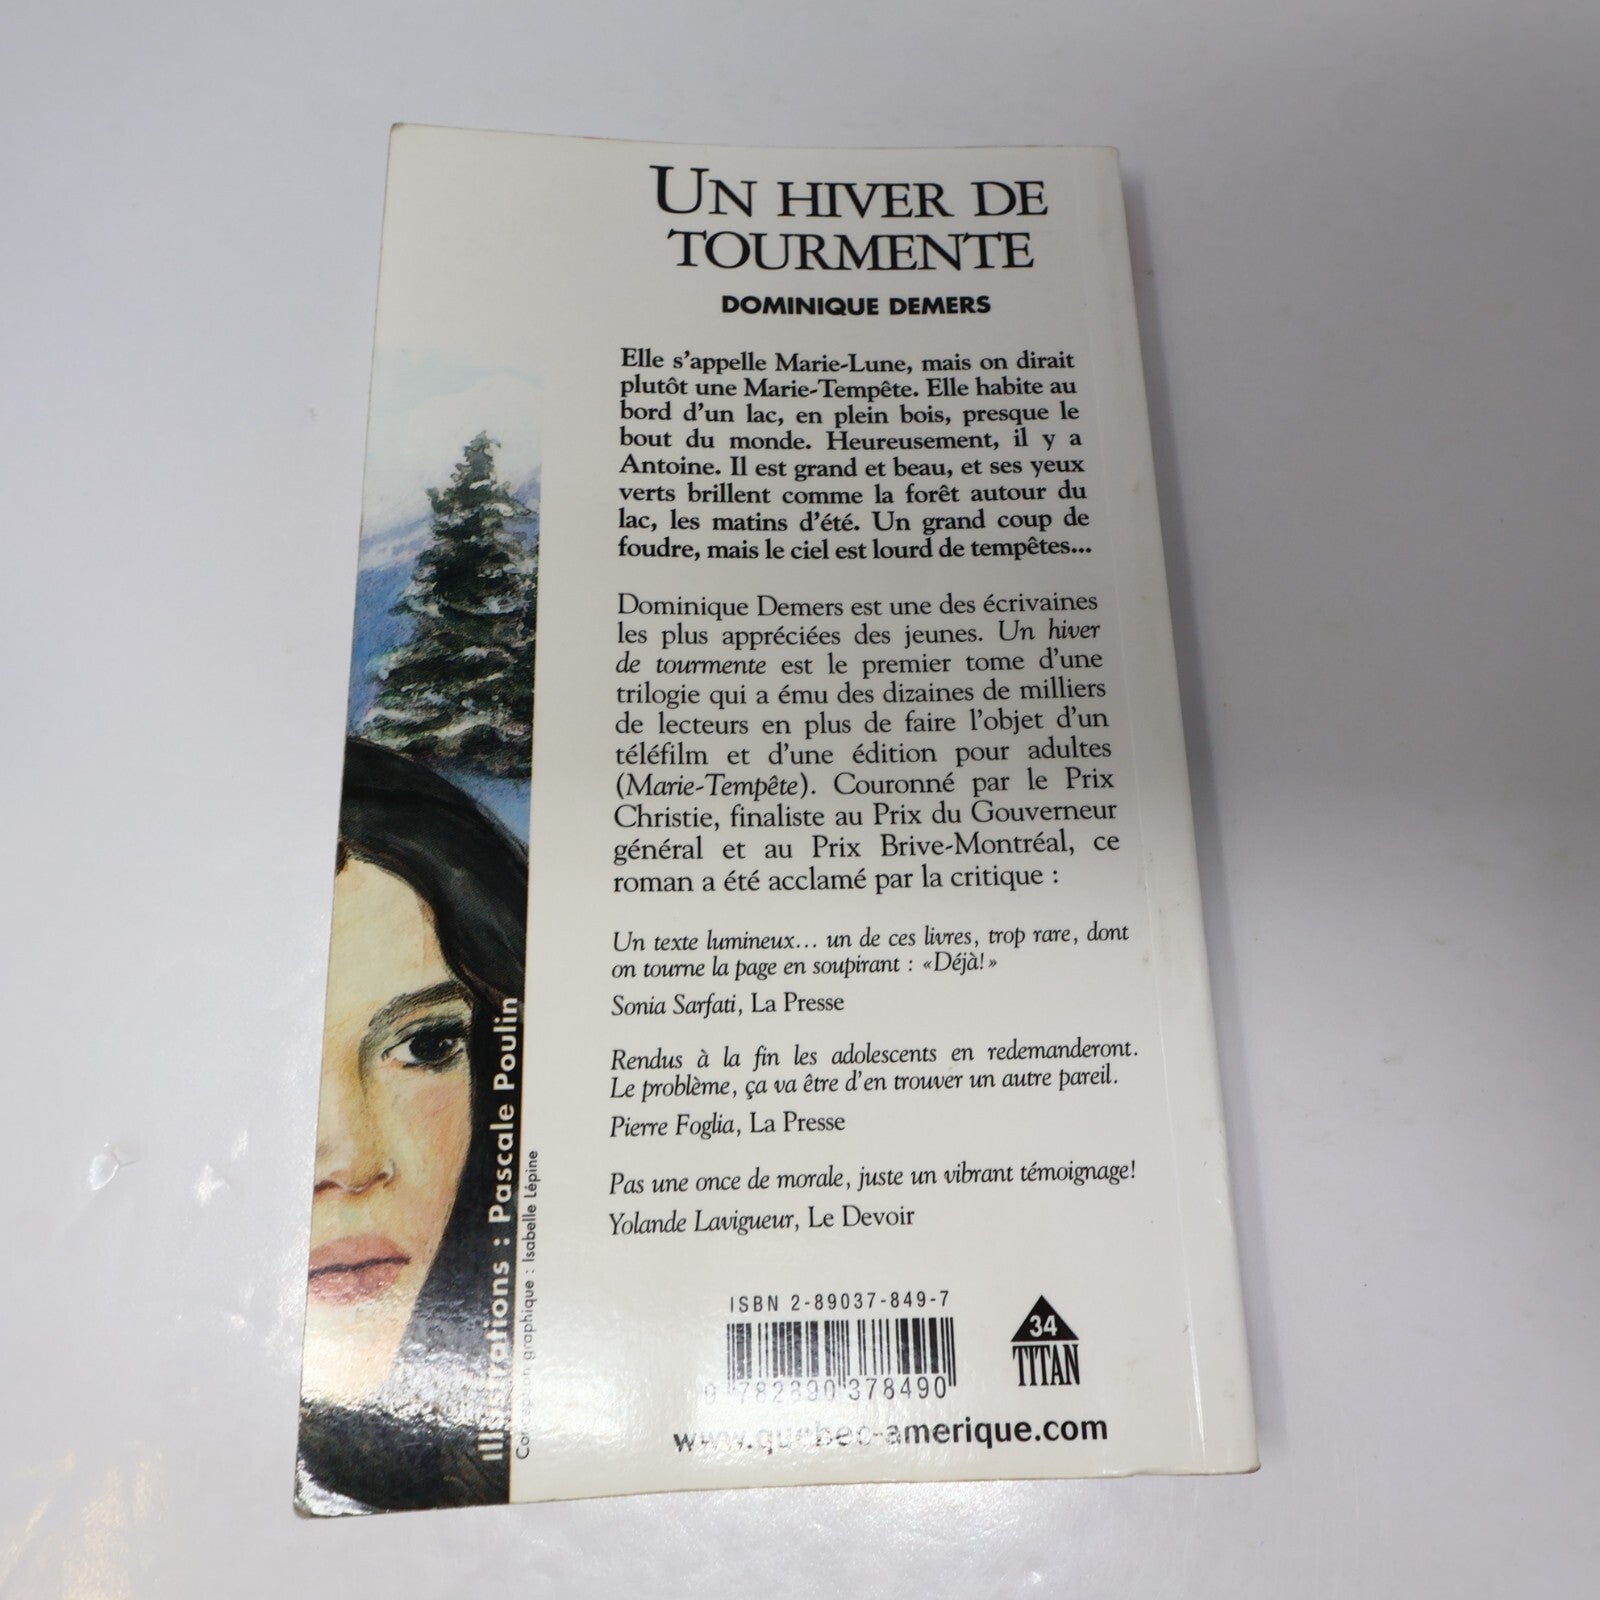 UN HIVER DE
TOURMENTE
DOMINIQUE DEMERS
Elle s'appelle Marie-Lune, mais on dirait
plutôt une Marie-Tempête. Elle habite au
bord d'un lac, en plein bois, presque le
bout du monde. Heureusement, il y a
Antoine. Il est grand et beau, et ses yeux
verts brillent comme la forêt autour du
lac, les matins d'été. Un grand coup de
foudre, mais le ciel est lourd de tempêtes...
Dominique Demers est une des écrivaines
les plus appréciées des jeunes. Un hiver
de tourmente est le premier tome d'une
trilogie qui a ému des dizaines de milliers
de lecteurs en plus de faire l'objet d'un
téléfilm et d'une édition pour adultes
(Marie-Tempête). Couronné par le Prix
Christie, finaliste au Prix du Gouverneur
général et au Prix Brive-Montréal, ce
roman a été acclamé par la critique :
Un texte lumineux... un de ces livres, trop rare, dont
on tourne la page en soupirant : «Déjà!»
Sonia Sarfati, La Presse
Rendus à la fin les adolescents en redemanderont.
Le problème, ça va être d'en trouver un autre pareil.
Pierre Foglia, La Presse
Pas une once de morale, juste un vibrant témoignage!
Yolande Lavigueur, Le Devoir
ISBN 2-89037-849-7
9 782890 378490
34
TITAN
www.quebec-amerique.com
Illustrations : Pascale Poulin
Conception graphique : Isabelle Lépine